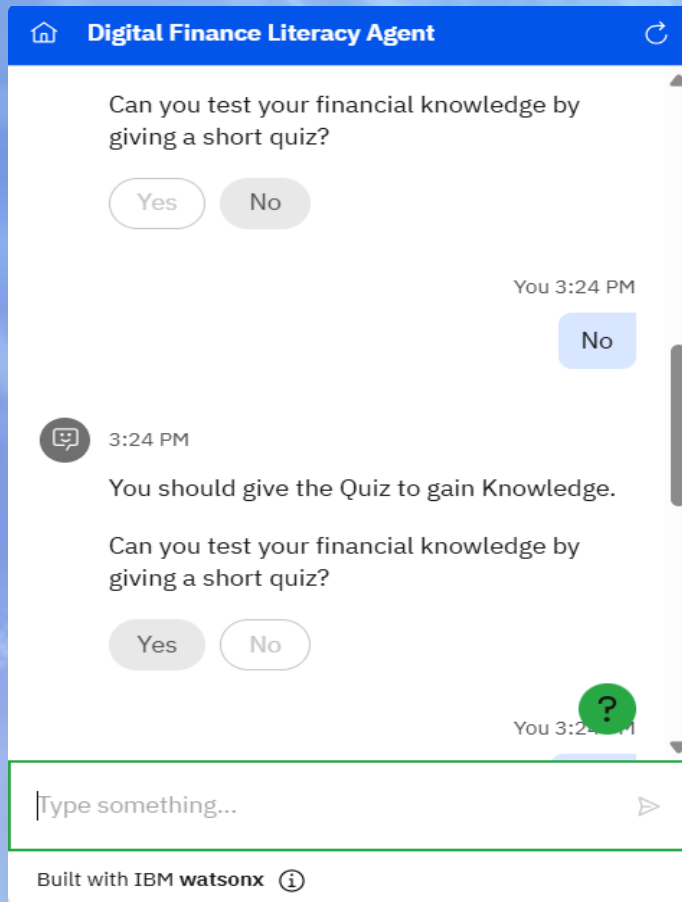 Digital Finance Literacy Agent
Can you test your financial knowledge by
giving a short quiz?
Yes No
You 3:24 PM
No
3:24 PM
You should give the Quiz to gain Knowledge.
Can you test your financial knowledge by
giving a short quiz?
Yes No
?
You
Type something...
Built with IBM watsonx